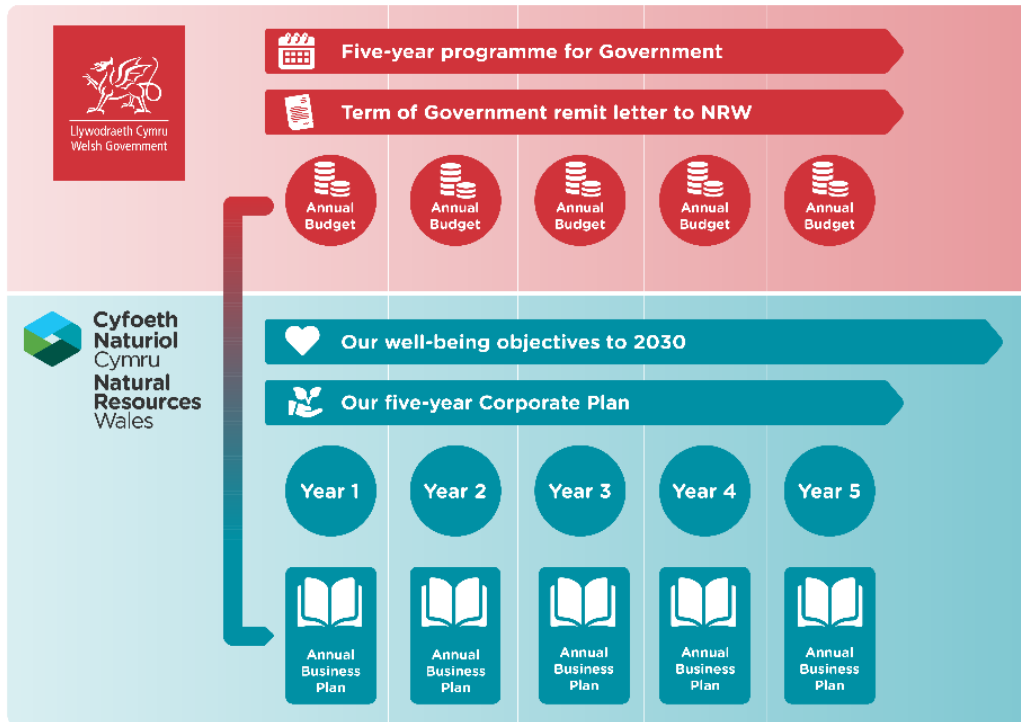 Llywodraeth Cymru
Welsh Government
Five-year programme for Government
Term of Government remit letter to NRW
Annual
Budget
Annual
Budget
Annual
Budget
Annual
Budget
Annual
Budget
Cyfoeth
Naturiol
Cymru
Natural
Resources
Wales
Our well-being objectives to 2030
Our five-year Corporate Plan
Year 1
Year 2
Year 3
Year 4
Year 5
Annual
Business
Plan
Annual
Business
Plan
Annual
Business
Plan
Annual
Business
Plan
Annual
Business
Plan